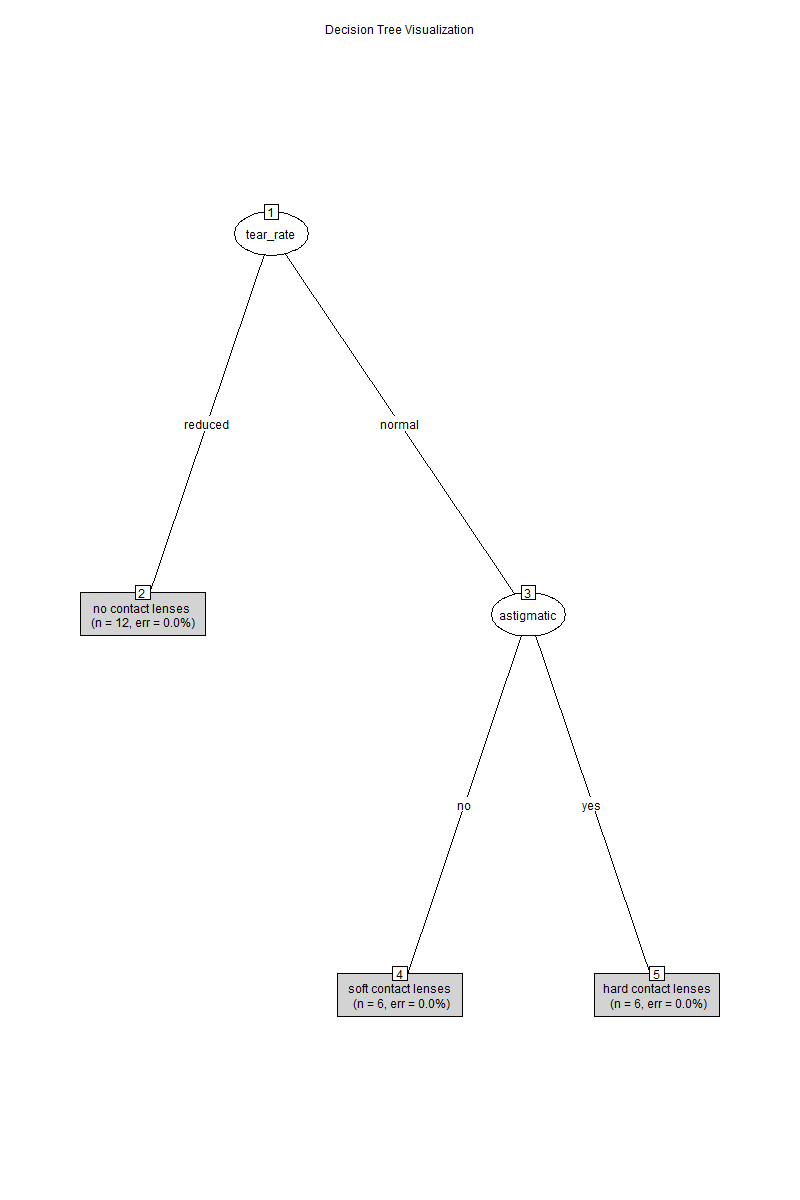 Decision Tree Visualization
1
tear_rate
reduced
normal
2
no contact lenses
(n = 12, err = 0.0%)
3
astigmatic
no
yes
4
soft contact lenses
(n = 6, err = 0.0%)
5
hard contact lenses
(n = 6, err = 0.0%)